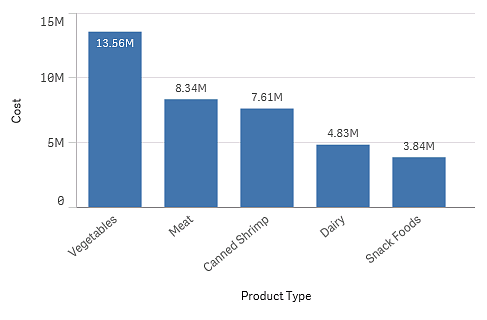 15M
13.56M
10M
8.34M
7.61M
Cost
5M
4.83M
3.84M
0
Vegetables
Meat
Canned Shrimp
Dairy
Snack Foods
Product Type